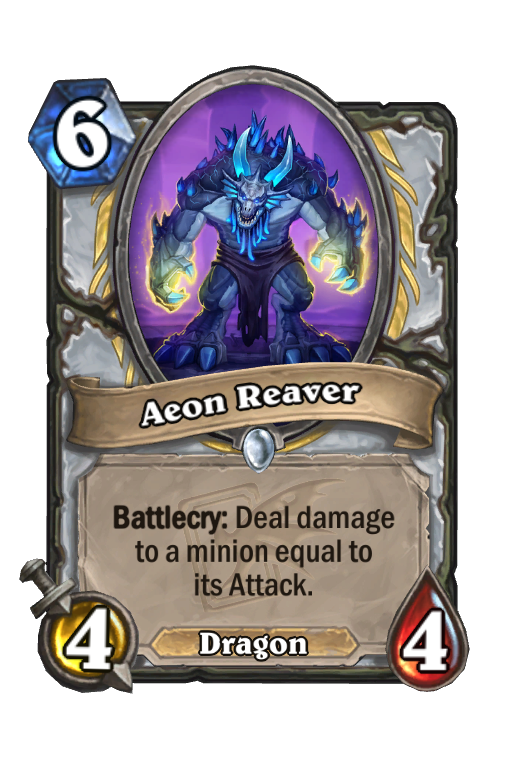 6
Aeon Reaver
Battlecry: Deal damage
to a minion equal to
its Attack.
4
Dragon
4